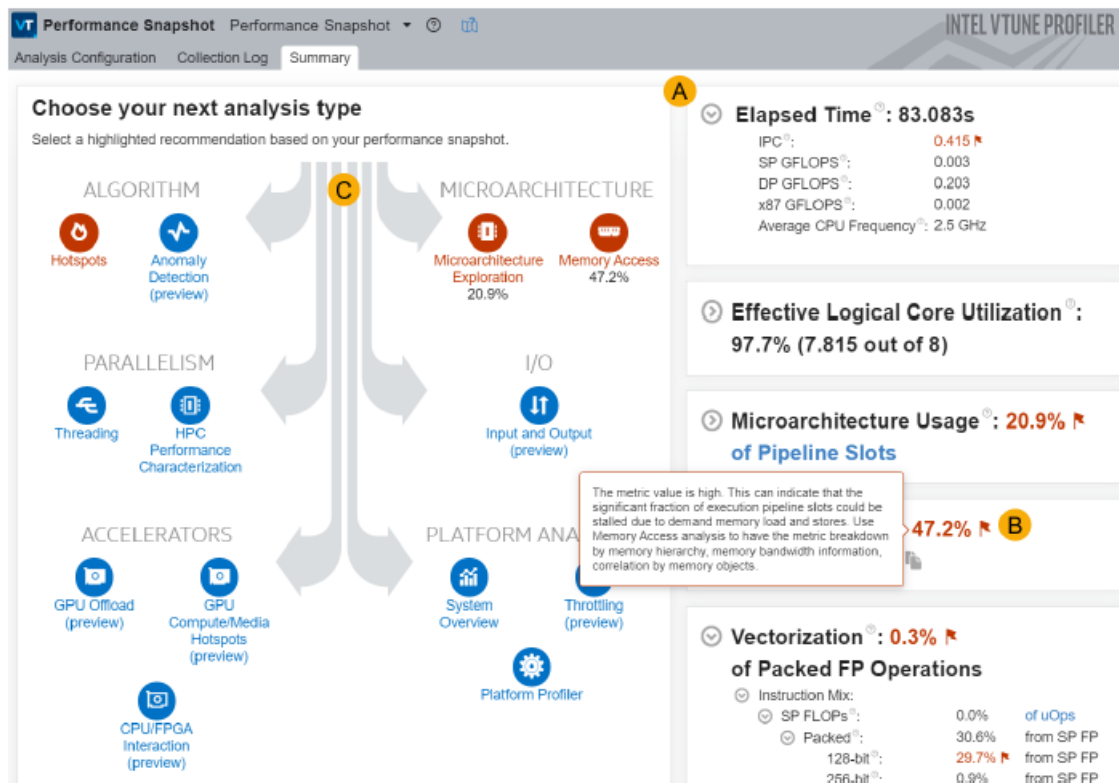 VT Performance Snapshot Performance Snapshot
INTEL VTUNE PROFILER
Analysis Configuration Collection Log Summary
Choose your next analysis type
Select a highlighted recommendation based on your performance snapshot.
C
ALGORITHM
Hotspots
Anomaly
Detection
(preview)
MICROARCHITECTURE
Microarchitecture
Exploration
20.9%
Memory Access
47.2%
PARALLELISM
Threading
HPC
Performance
Characterization
I/O
Input and Output
(preview)
ACCELERATORS
GPU Offload
(preview)
GPU
Compute/Media
Hotspots
(preview)
CPU/FPGA
Interaction
(preview)
PLATFORM ANA
System
Overview
Throttling
(preview)
Platform Profiler
A
Elapsed Time: 83.083s
IPC: 0.415
SP GFLOPS: 0.003
DP GFLOPS: 0.203
x87 GFLOPS: 0.002
Average CPU Frequency: 2.5 GHz
Effective Logical Core Utilization:
97.7% (7.815 out of 8)
Microarchitecture Usage: 20.9%
of Pipeline Slots
The metric value is high. This can indicate that the
significant fraction of execution pipeline slots could be
stalled due to demand memory load and stores. Use
Memory Access analysis to have the metric breakdown
by memory hierarchy, memory bandwidth information,
correlation by memory objects.
47.2% B
Vectorization: 0.3%
of Packed FP Operations
Instruction Mix:
SP FLOPs: 0.0% of uOps
Packed: 30.6% from SP FP
128-bit: 29.7% from SP FP
256-bit: 0.9% from SP FP